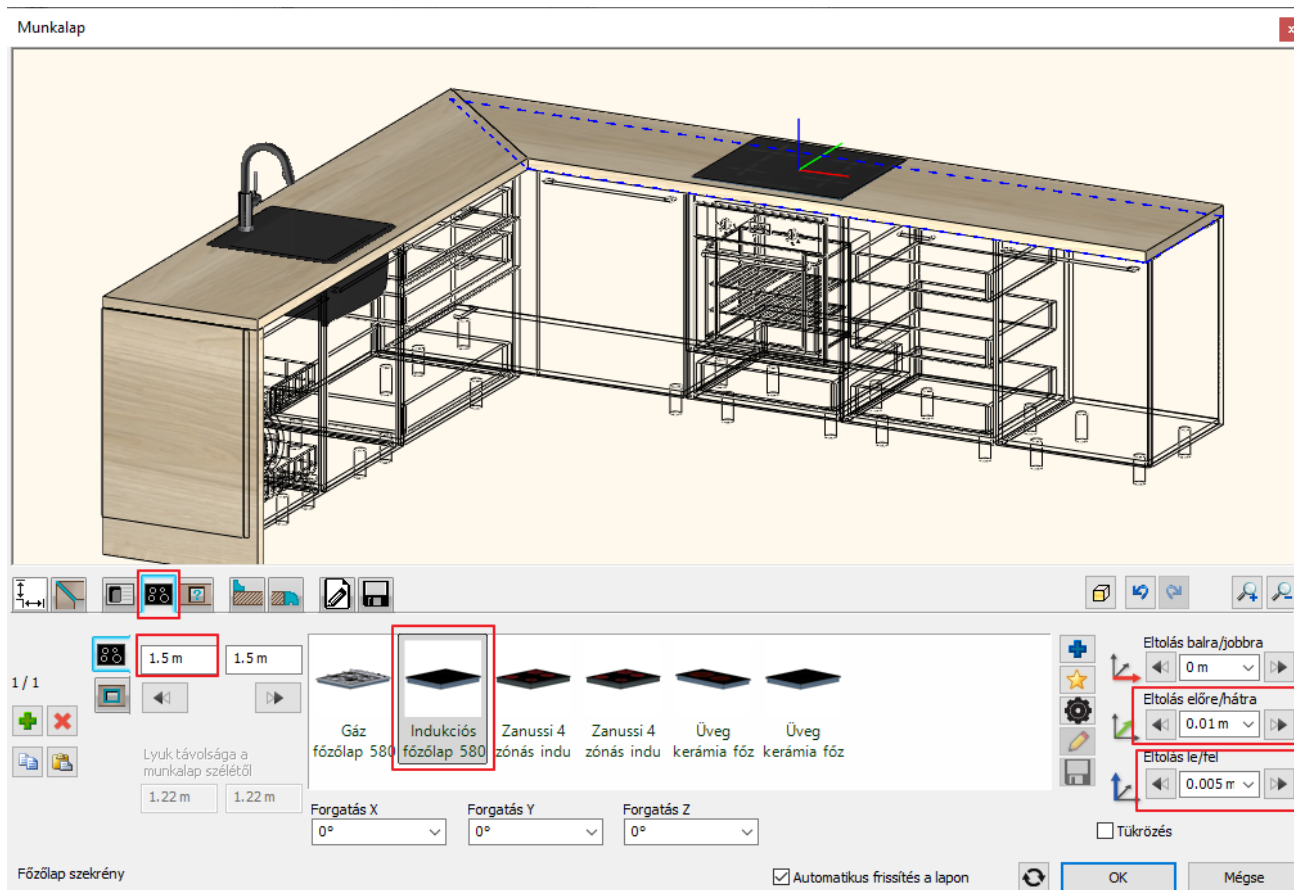 Munkalap
x
1 / 1
1.5 m
1.5 m
Lyuk távolsága a
munkalap szélétől
1.22 m
1.22 m
Gáz
főzőlap 580
Indukciós
főzőlap 580
Zanussi 4
zónás indu
Zanussi 4
zónás indu
Üveg
kerámia főz
Üveg
kerámia főz
Forgatás X
0°
Forgatás Y
0°
Forgatás Z
0°
Eltolás balra/jobbra
0 m
Eltolás előre/hátra
0.01 m
Eltolás le/fel
0.005 m
Tükrözés
Főzőlap szekrény
Automatikus frissítés a lapon
OK
Mégse